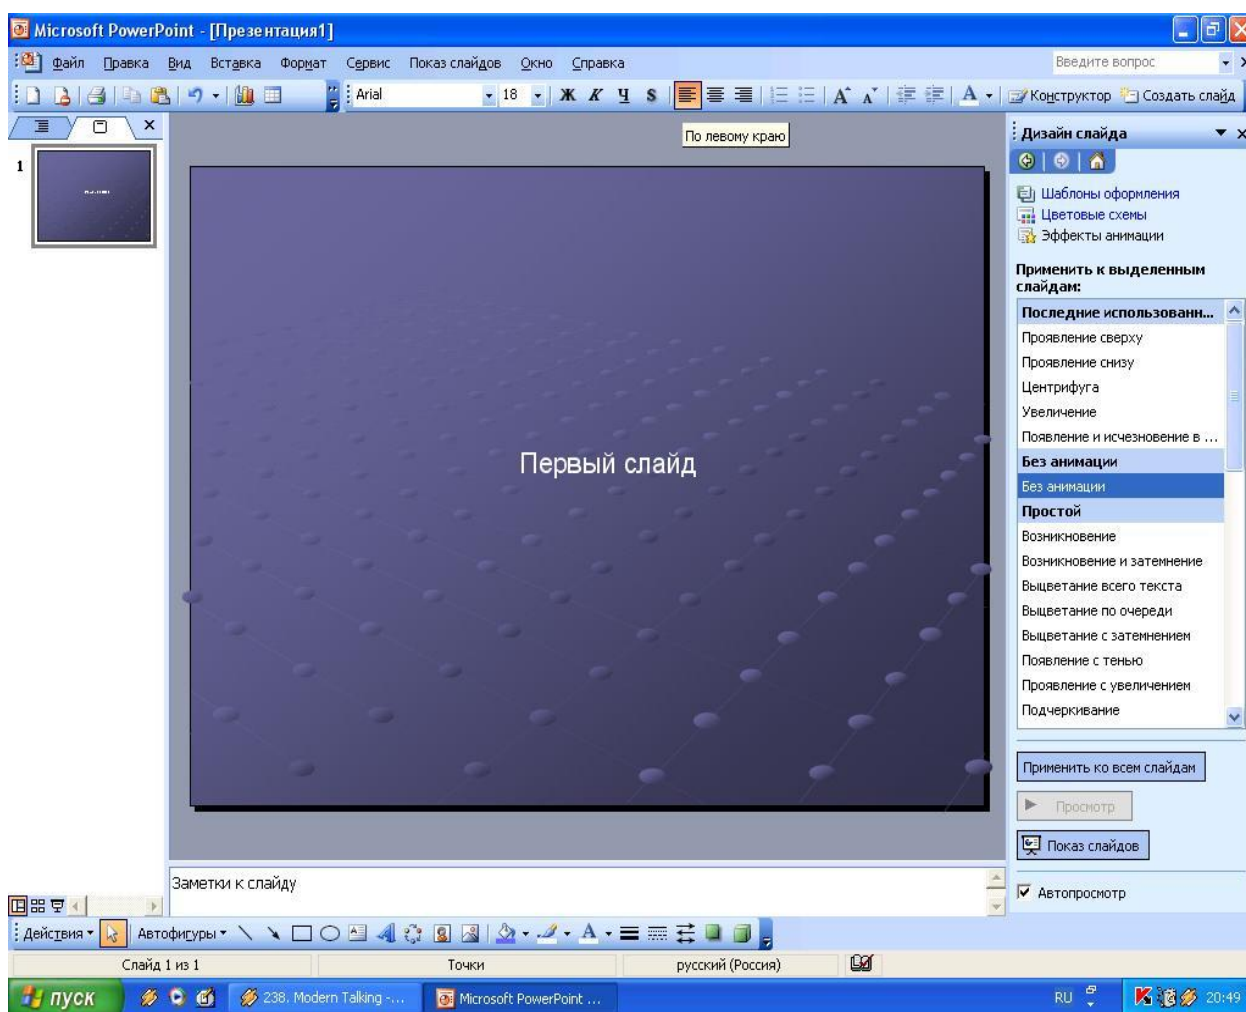 Microsoft PowerPoint - [Презентация1]
Файл Правка Вид Вставка Формат Сервис Показ слайдов Окно Справка Введите вопрос
Arial 18 Ж К Ч S A A A Конструктор Создать слайд
По левому краю
1
Первый слайд
Заметки к слайду
Дизайн слайда
Шаблоны оформления
Цветовые схемы
Эффекты анимации
Применить к выделенным
слайдам:
Последние использованн...
Проявление сверху
Проявление снизу
Центрифуга
Увеличение
Появление и исчезновение в ...
Без анимации
Без анимации
Простой
Возникновение
Возникновение и затемнение
Выцветание всего текста
Выцветание по очереди
Выцветание с затемнением
Появление с тенью
Проявление с увеличением
Подчеркивание
Применить ко всем слайдам
Просмотр
Показ слайдов
Автопросмотр
Действия Автофигуры
Слайд 1 из 1 Точки русский (Россия)
пуск 238. Modern Talking -... Microsoft PowerPoint ... RU 20:49